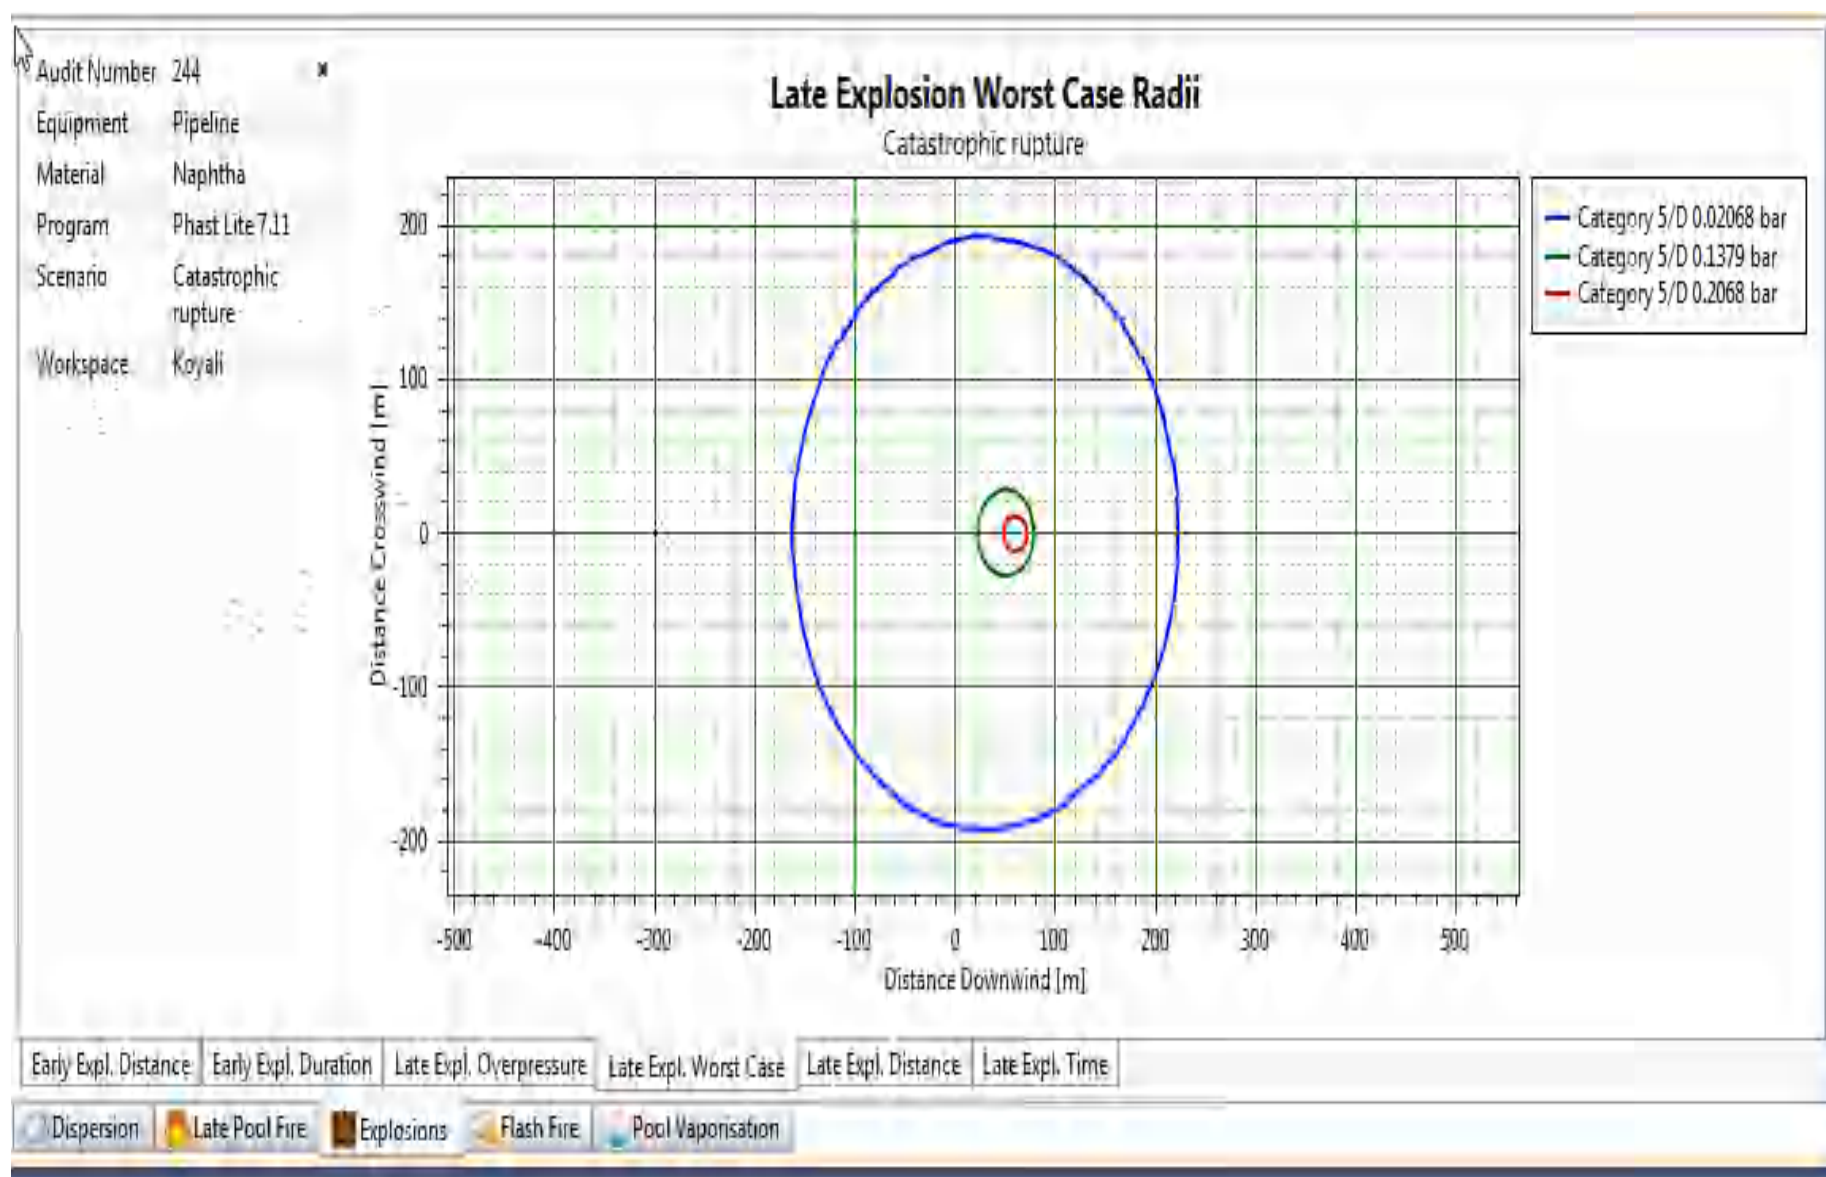 Audit Number 244
Equipment Pipeline
Material Naphtha
Program Phast Lite 7.11
Scenario Catastrophic
rupture
Workspace Koyali
Late Explosion Worst Case Radii
Catastrophic rupture
Category 5/D 0.02068 bar
Category 5/D 0.1379 bar
Category 5/D 0.2068 bar
Distance Crosswind [m]
200
100
0
-100
-200
-500 -400 -300 -200 -100 0 100 200 300 400 500
Distance Downwind [m]
Early Expl. Distance Early Expl. Duration Late Expl. Overpressure Late Expl. Worst Case Late Expl. Distance Late Expl. Time
Dispersion Late Pool Fire Explosions Flash Fire Pool Vaporisation